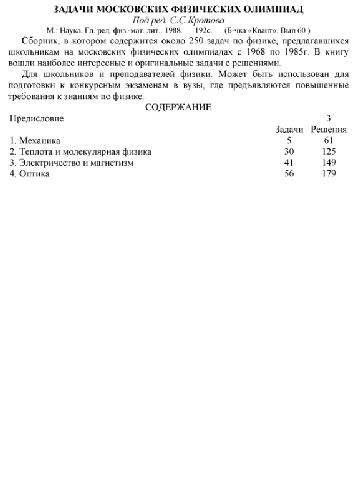 ЗАДАЧИ МОСКОВСКИХ ФИЗИЧЕСКИХ ОЛИМПИАД
Под ред. С.С.Кротова
М.: Наука. Гл. ред. физ.-мат. лит.. 1988. 192с. (Б-чка «Квант». Вып 60 )
Сборник, в котором содержится около 250 задач по физике, предлагавшихся
школьникам на московских физических олимпиадах с 1968 по 1985г. В книгу
вошли наиболее интересные и оригинальные задачи с решениями.
Для школьников и преподавателей физики. Может быть использован для
подготовки к конкурсным экзаменам в вузы, где предъявляются повышенные
требования к знаниям по физике.
СОДЕРЖАНИЕ
Предисловие 3
Задачи Решения
1. Механика 5 61
2. Теплота и молекулярная физика 30 125
3. Электричество и магнетизм 41 149
4. Оптика 56 179